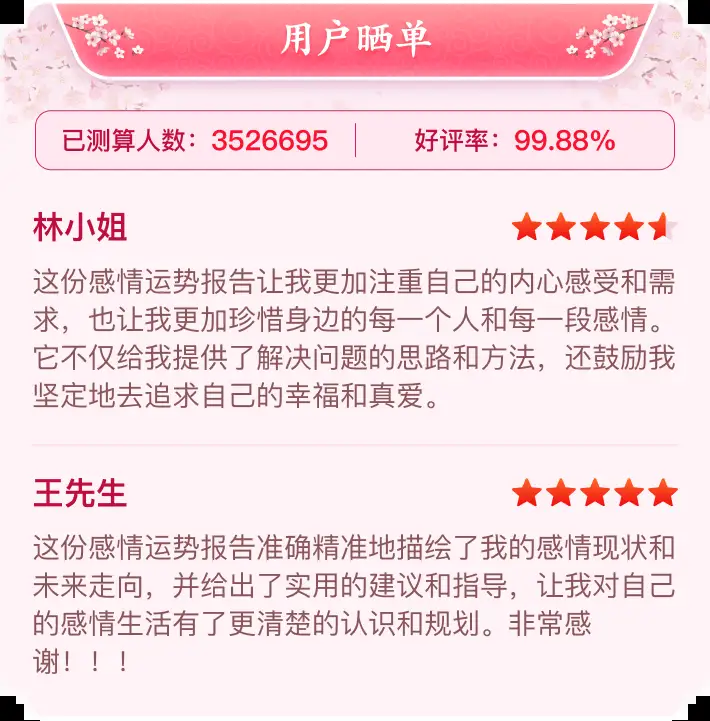 用户晒单
已测算人数：3526695 好评率：99.88%
林小姐
这份感情运势报告让我更加注重自己的内心感受和需
求，也让我更加珍惜身边的每一个人和每一段感情。
它不仅给我提供了解决问题的思路和方法，还鼓励我
坚定地去追求自己的幸福和真爱。
王先生
这份感情运势报告准确精准地描绘了我的感情现状和
未来走向，并给出了实用的建议和指导，让我对自己
的感情生活有了更清楚的认识和规划。非常感
谢！！！